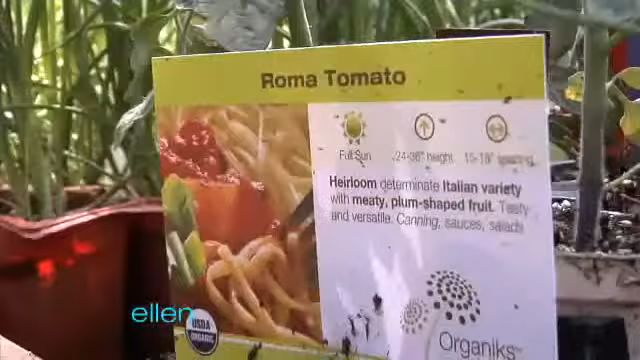 Roma Tomato
Full Sun
24-36" height
15-18" spacing
Heirloom determinate Italian variety
with meaty, plum-shaped fruit. Tasty
and versatile. Canning, sauces, salads
ellen
USDA
ORGANIC
Organiks™